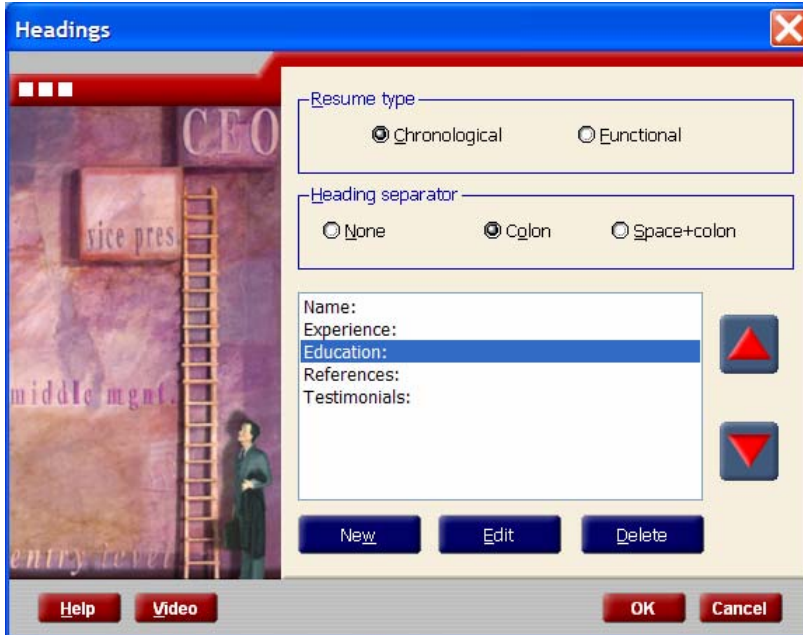 Headings
CEO
vice pres.
middle mgnt.
entry level
Resume type
Chronological
Functional
Heading separator
None
Colon
Space+colon
Name:
Experience:
Education:
References:
Testimonials:
New
Edit
Delete
Help
Video
OK
Cancel